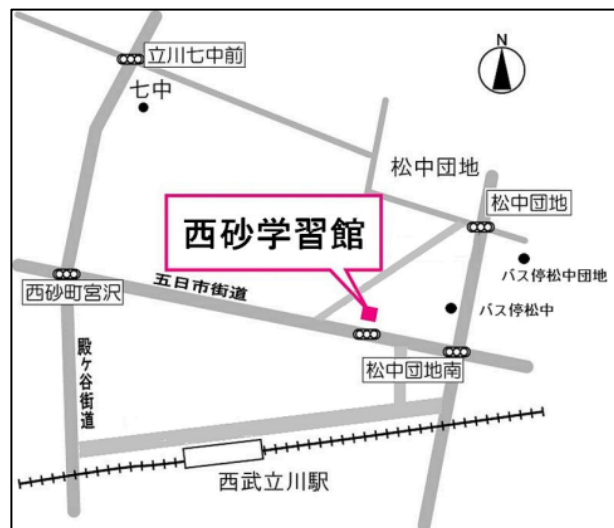 立川七中前
七中
N
松中団地
松中団地
西砂学習館
バス停松中団地
五日市街道
西砂町宮沢
バス停松中
松中団地南
殿ヶ谷街道
西武立川駅